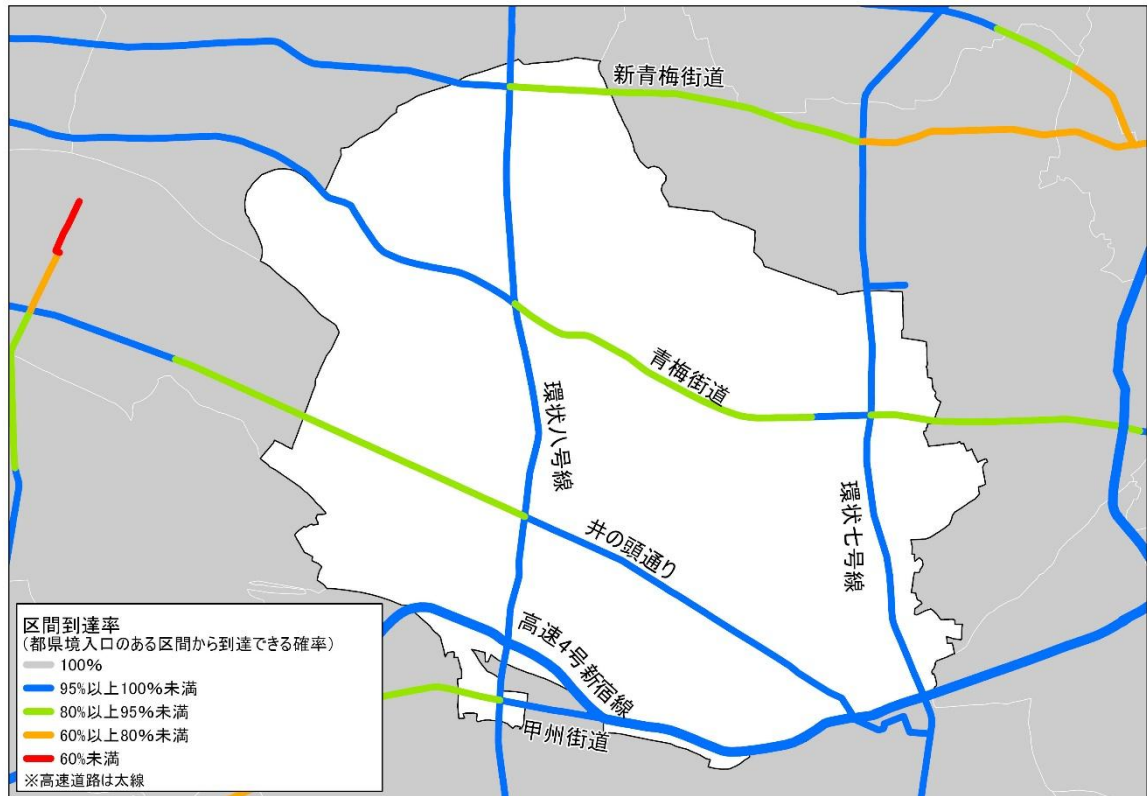 新青梅街道
青梅街道
環状八号線
環状七号線
井の頭通り
高速4号新宿線
甲州街道
区間到達率
(都県境入口のある区間から到達できる確率)
100%
95%以上100%未満
80%以上95%未満
60%以上80%未満
60%未満
※高速道路は太線